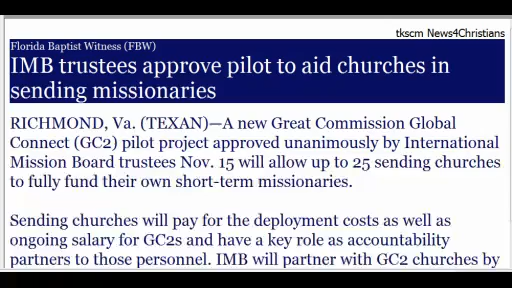 tkscm News4Christians
Florida Baptist Witness (FBW)
IMB trustees approve pilot to aid churches in
sending missionaries
RICHMOND, Va. (TEXAN)—A new Great Commission Global
Connect (GC2) pilot project approved unanimously by International
Mission Board trustees Nov. 15 will allow up to 25 sending churches
to fully fund their own short-term missionaries.
Sending churches will pay for the deployment costs as well as
ongoing salary for GC2s and have a key role as accountability
partners to those personnel. IMB will partner with GC2 churches by